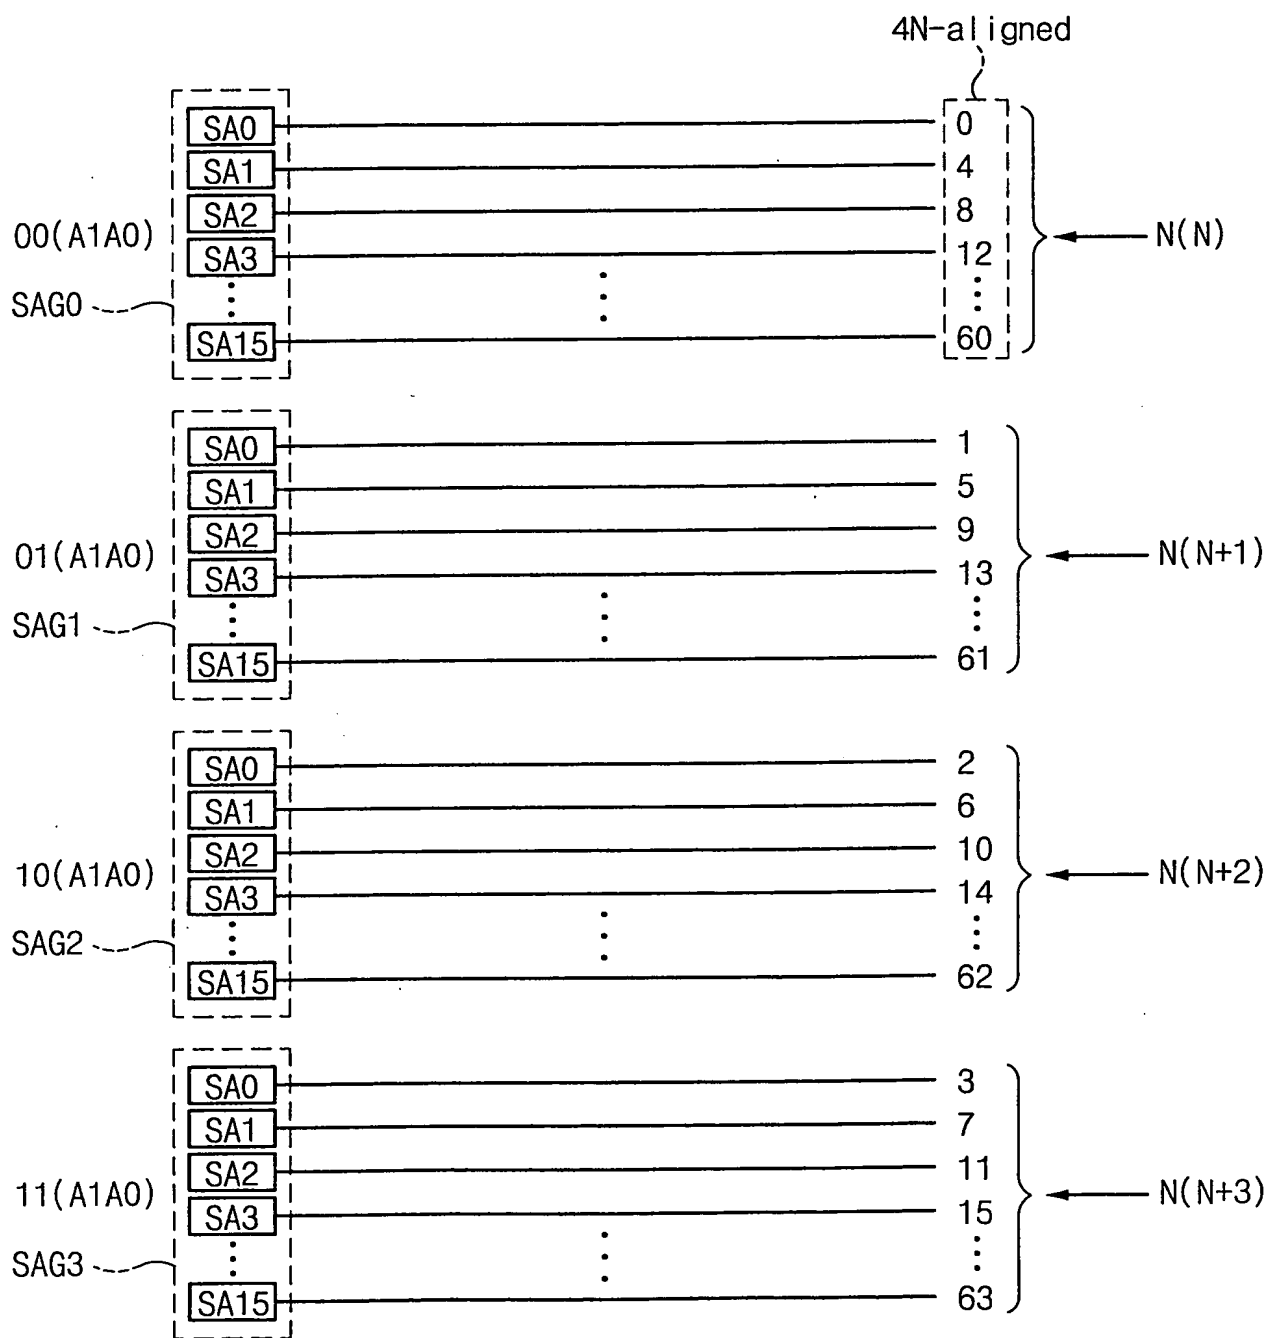 4N-aligned
SA0 0
SA1 4
SA2 8
00(A1A0) N(N)
SA3 12
SAG0
SA15 60
SA0 1
SA1 5
SA2 9
01(A1A0) N(N+1)
SA3 13
SAG1
SA15 61
SA0 2
SA1 6
SA2 10
10(A1A0) N(N+2)
SA3 14
SAG2
SA15 62
SA0 3
SA1 7
SA2 11
11(A1A0) N(N+3)
SA3 15
SAG3
SA15 63